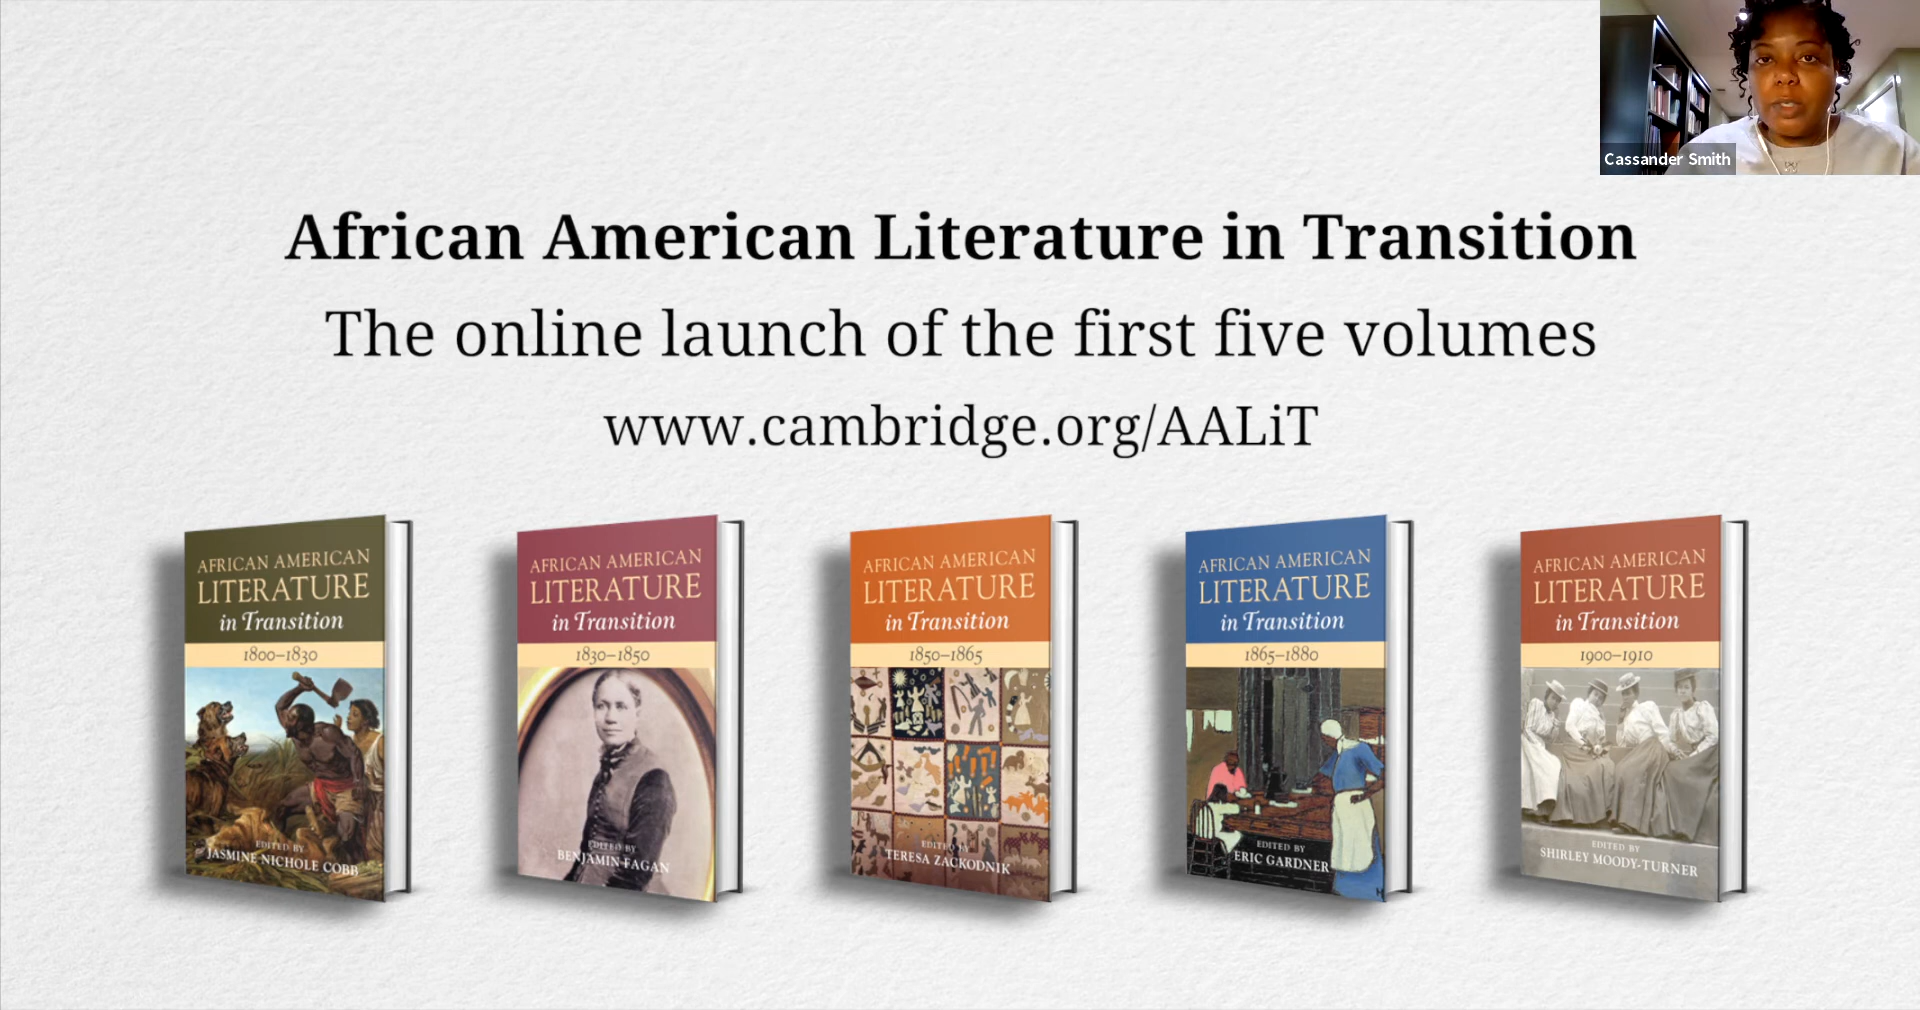 Cassander Smith
African American Literature in Transition
The online launch of the first five volumes
www.cambridge.org/AALiT
AFRICAN AMERICAN
LITERATURE
in Transition
1800–1830
EDITED BY
JASMINE NICHOLE COBB
AFRICAN AMERICAN
LITERATURE
in Transition
1830–1850
EDITED BY
BENJAMIN FAGAN
AFRICAN AMERICAN
LITERATURE
in Transition
1850–1865
EDITED BY
TERESA ZACKODNIK
AFRICAN AMERICAN
LITERATURE
in Transition
1865–1880
EDITED BY
ERIC GARDNER
AFRICAN AMERICAN
LITERATURE
in Transition
1900–1910
EDITED BY
SHIRLEY MOODY-TURNER